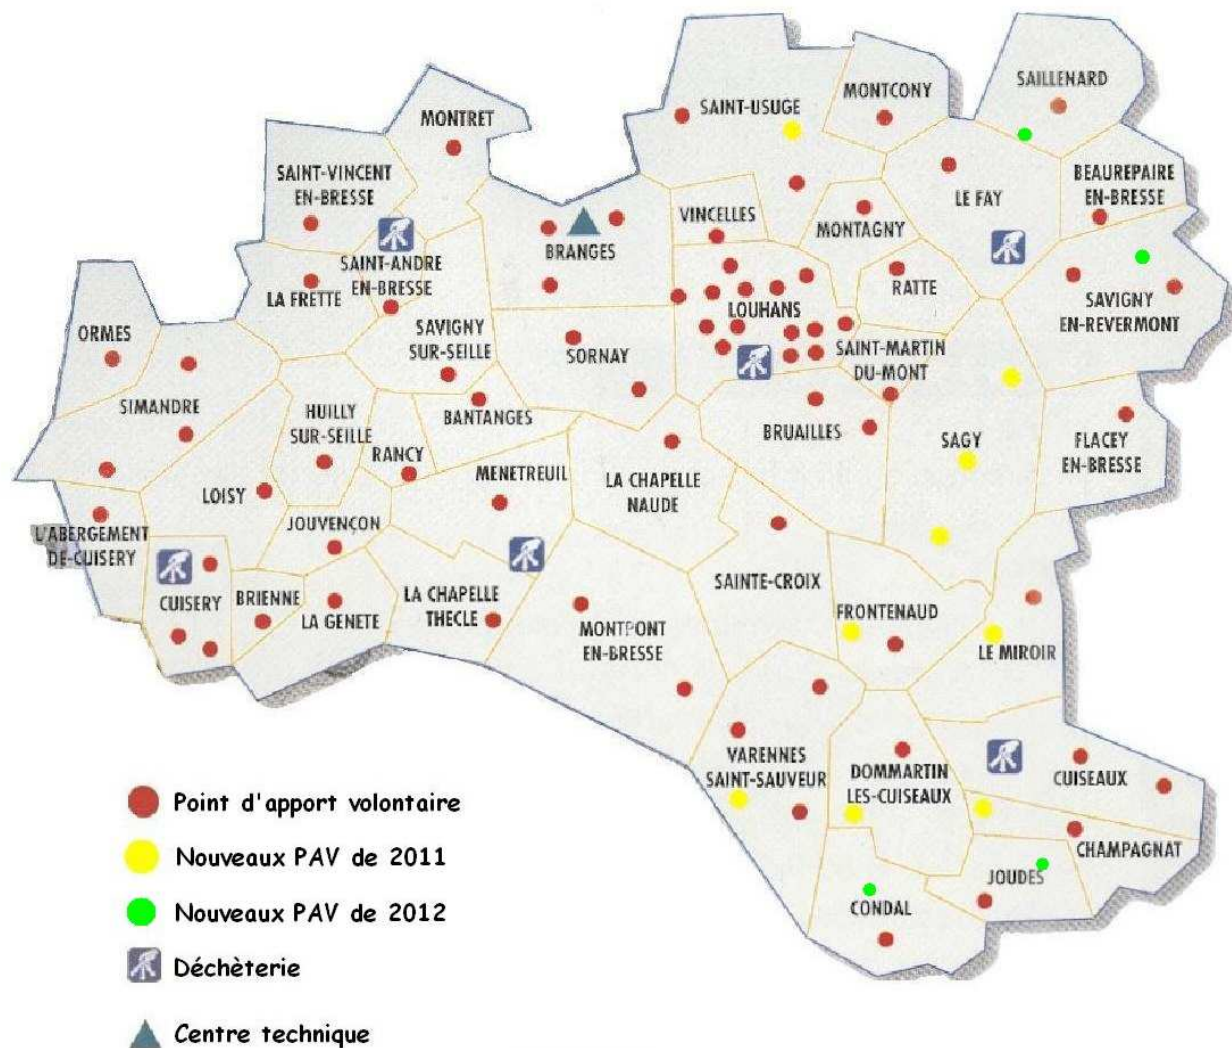 SAILLENARD
MONTCONY
SAINT-USUGE
MONTRET
SAINT-VINCENT
EN-BRESSE
BEAUREPAIRE
EN-BRESSE
LE FAY
VINCELLES
MONTAGNY
BRANGES
SAINT-ANDRE
EN-BRESSE
LA FRETTE
RATTE
SAVIGNY
EN-REVERMONT
LOUHANS
ORMES
SAVIGNY
SUR-SEILLE
SORNAY
SAINT-MARTIN
DU-MONT
SIMANDRE
HUILLY
SUR-SEILLE
BANTANGES
BRUAILLES
SAGY
FLACEY
EN-BRESSE
RANCY
MENETREUIL
LA CHAPELLE
NAUDE
LOISY
JOUVENÇON
L'ABERGEMENT
DE-CUISERY
SAINTE-CROIX
CUISERY
BRIENNE
LA GENETE
LA CHAPELLE
THECLE
FRONTENAUD
MONTPONT
EN-BRESSE
LE MIROIR
VARENNES
SAINT-SAUVEUR
DOMMARTIN
LES-CUISEAUX
CUISEAUX
CHAMPAGNAT
JOUDES
CONDAL
Point d'apport volontaire
Nouveaux PAV de 2011
Nouveaux PAV de 2012
Déchèterie
Centre technique